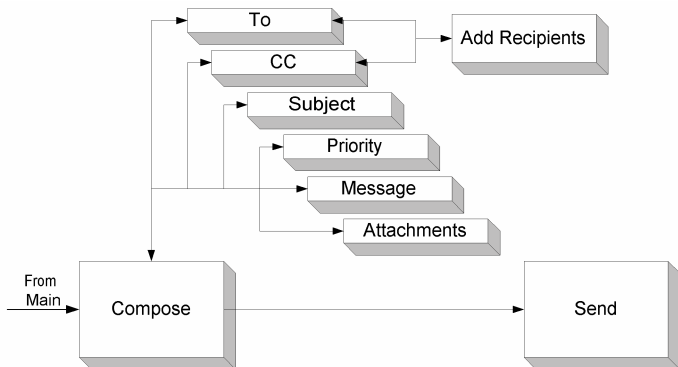 To
Add Recipients
CC
Subject
Priority
Message
Attachments
From
Main
Compose
Send